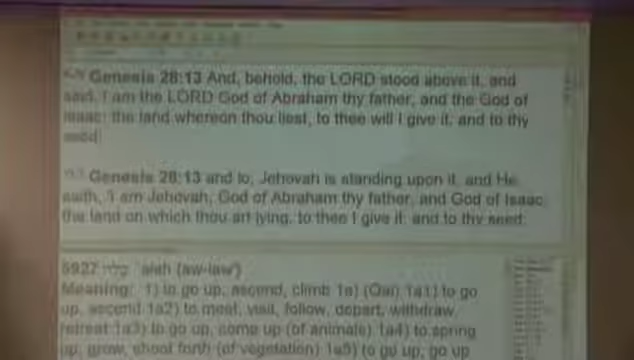 Genesis 28:13 And, behold, the LORD stood above it, and
said, I am the LORD God of Abraham thy father, and the God of
Isaac: the land whereon thou liest, to thee will I give it, and to thy
seed;
Genesis 28:13 and lo, Jehovah is standing upon it, and He
saith, 'I am Jehovah, God of Abraham thy father, and God of Isaac;
the land on which thou art lying, to thee I give it, and to thy seed.
5927 'alah (aw-law')
Meaning: 1) to go up, ascend, climb 1a) (Qal) 1a1) to go
up, ascend 1a2) to meet, visit, follow, depart, withdraw,
retreat 1a3) to go up, come up (of animals) 1a4) to spring
up, grow, shoot forth (of vegetation) 1a5) to go up, go up